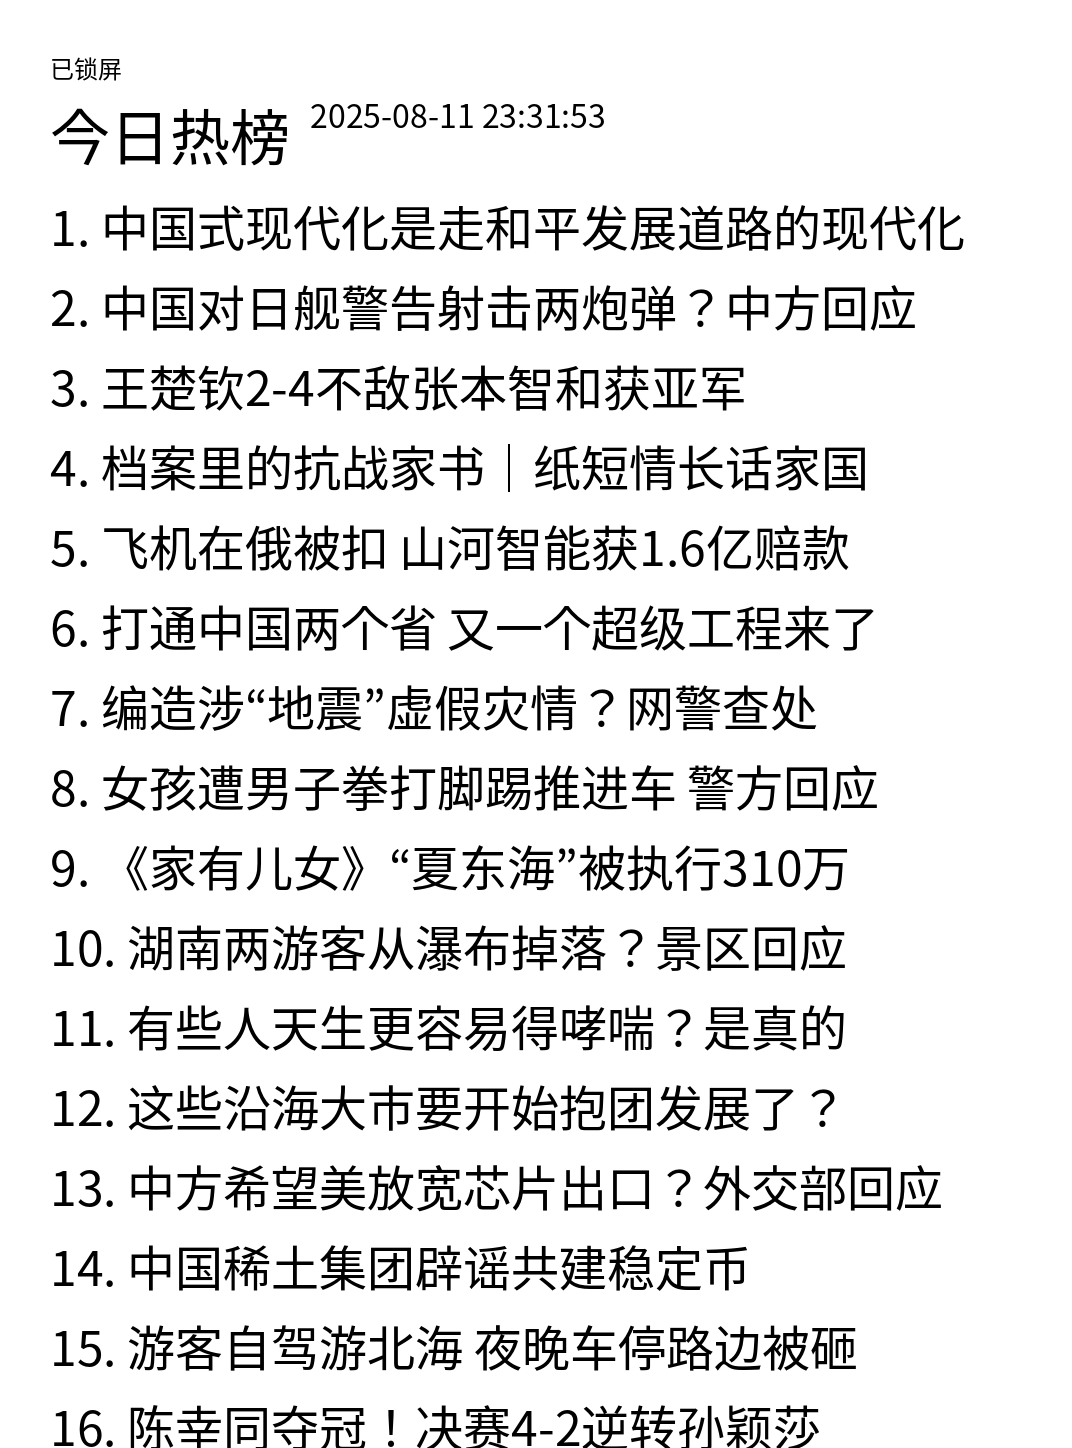 已锁屏
今日热榜 2025-08-11 23:31:53
1. 中国式现代化是走和平发展道路的现代化
2. 中国对日舰警告射击两炮弹？中方回应
3. 王楚钦2-4不敌张本智和获亚军
4. 档案里的抗战家书｜纸短情长话家国
5. 飞机在俄被扣 山河智能获1.6亿赔款
6. 打通中国两个省 又一个超级工程来了
7. 编造涉“地震”虚假灾情？网警查处
8. 女孩遭男子拳打脚踢推进车 警方回应
9. 《家有儿女》“夏东海”被执行310万
10. 湖南两游客从瀑布掉落？景区回应
11. 有些人天生更容易得哮喘？是真的
12. 这些沿海大市要开始抱团发展了？
13. 中方希望美放宽芯片出口？外交部回应
14. 中国稀土集团辟谣共建稳定币
15. 游客自驾游北海 夜晚车停路边被砸
16. 陈幸同夺冠！决赛4-2逆转孙颖莎